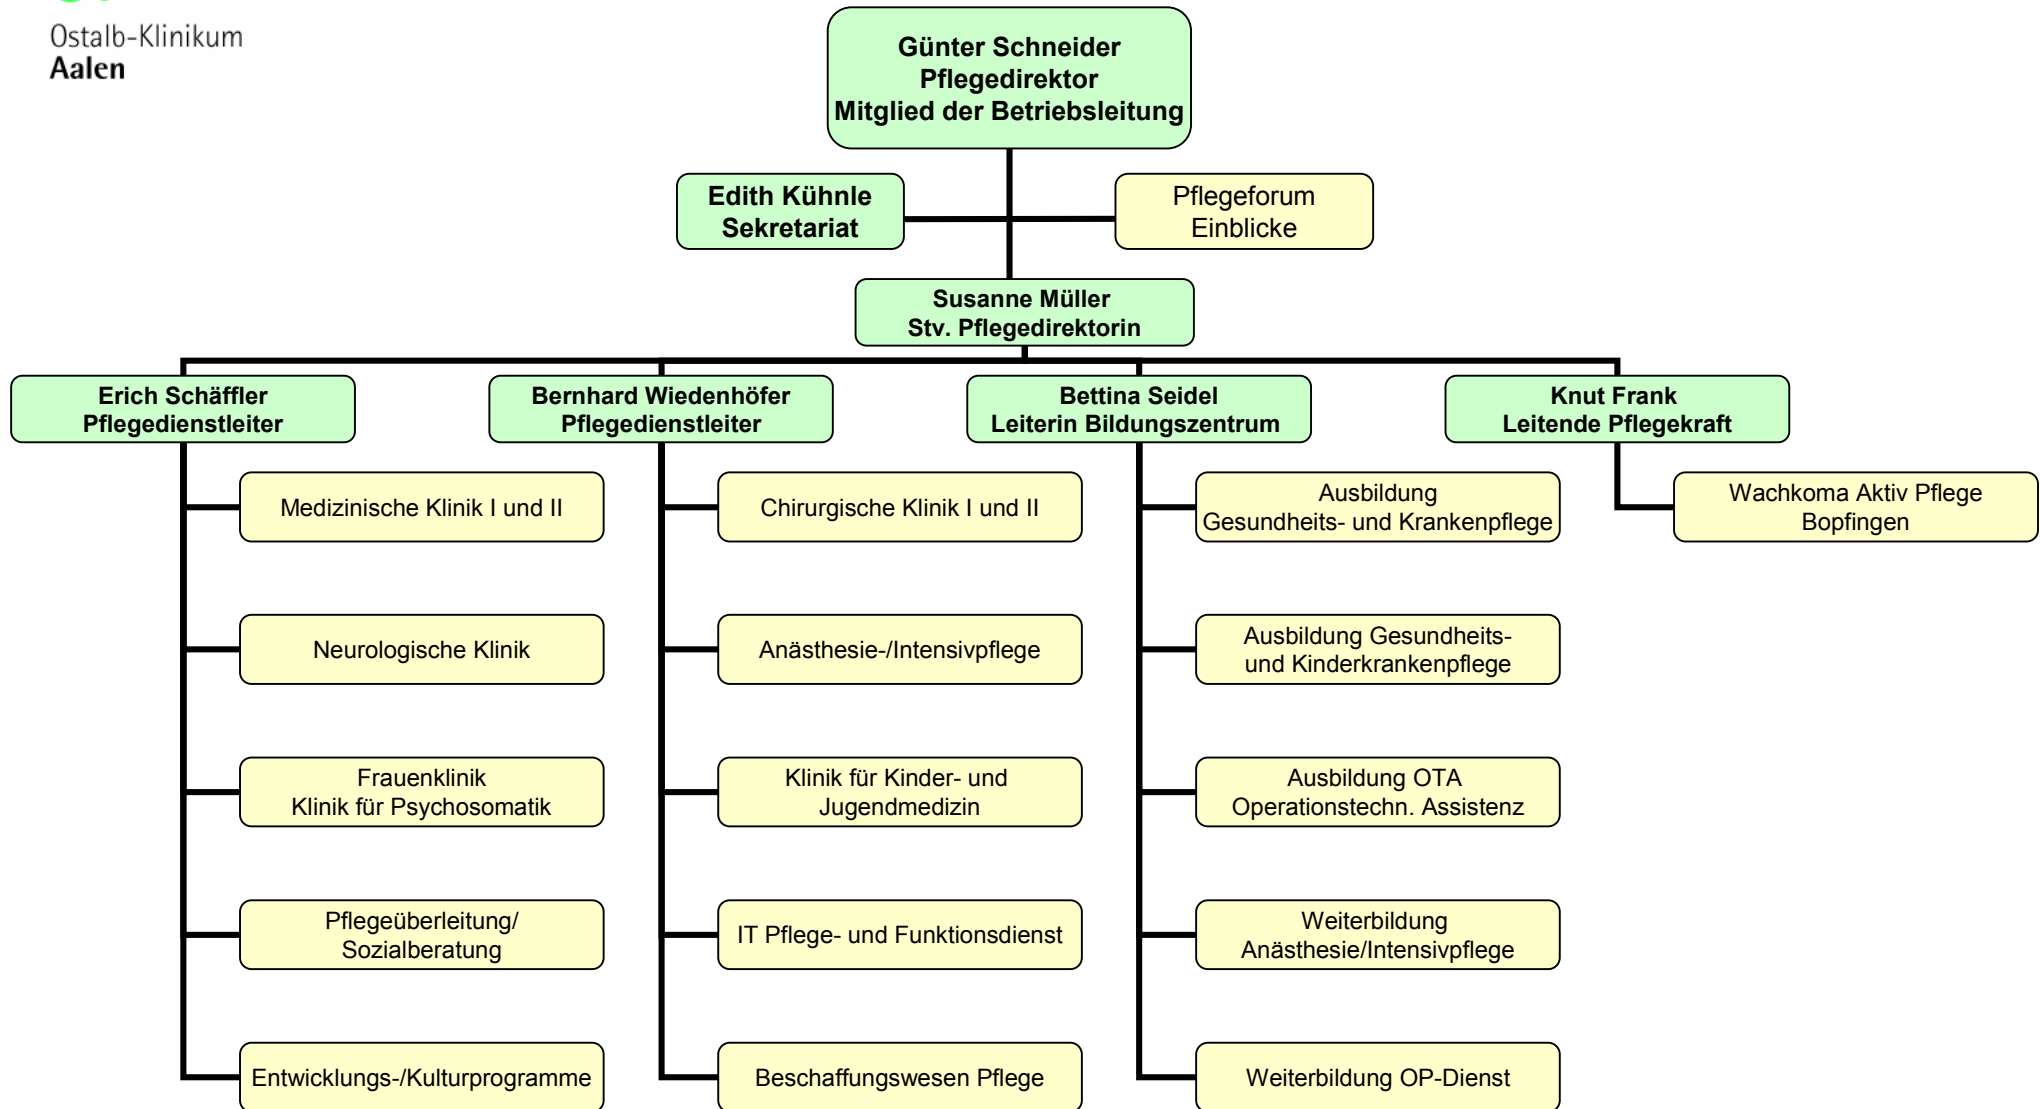 Ostalb-Klinikum
Aalen
Günter Schneider
Pflegedirektor
Mitglied der Betriebsleitung
Edith Kühnle
Sekretariat
Pflegeforum
Einblicke
Susanne Müller
Stv. Pflegedirektorin
Erich Schäffler
Pflegedienstleiter
Bernhard Wiedenhöfer
Pflegedienstleiter
Bettina Seidel
Leiterin Bildungszentrum
Knut Frank
Leitende Pflegekraft
Medizinische Klinik I und II
Neurologische Klinik
Frauenklinik
Klinik für Psychosomatik
Pflegeüberleitung/
Sozialberatung
Entwicklungs-/Kulturprogramme
Chirurgische Klinik I und II
Anästhesie-/Intensivpflege
Klinik für Kinder- und
Jugendmedizin
IT Pflege- und Funktionsdienst
Beschaffungswesen Pflege
Ausbildung
Gesundheits- und Krankenpflege
Ausbildung Gesundheits-
und Kinderkrankenpflege
Ausbildung OTA
Operationstechn. Assistenz
Weiterbildung
Anästhesie/Intensivpflege
Weiterbildung OP-Dienst
Wachkoma Aktiv Pflege
Bopfingen